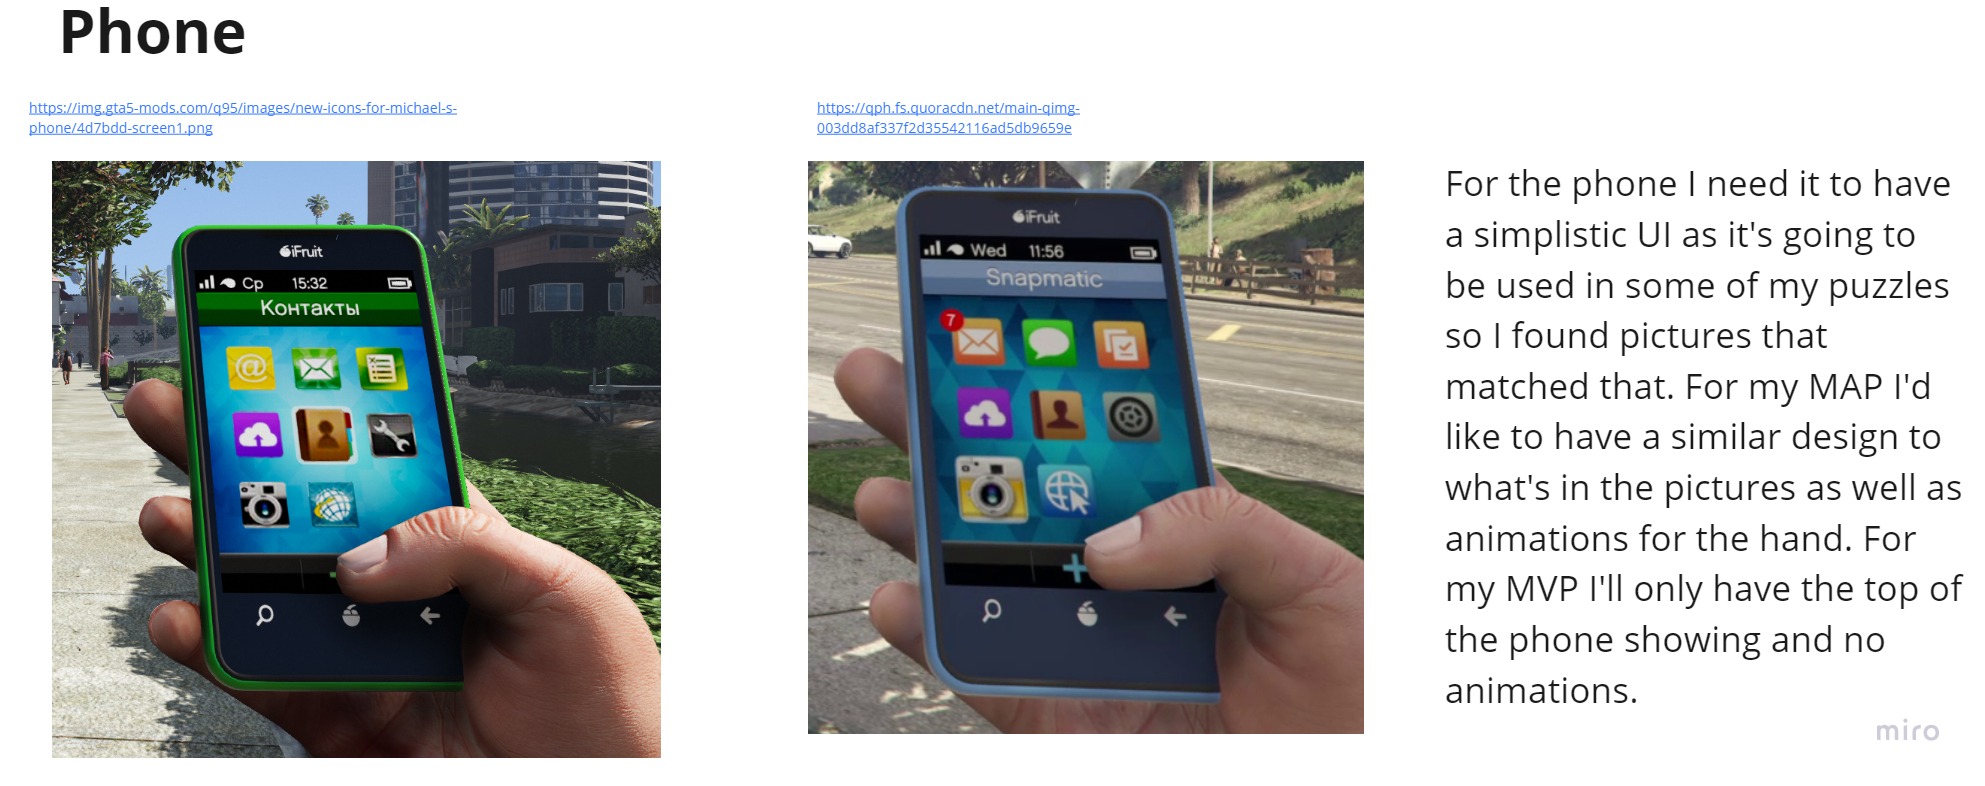 Phone
https://img.gta5-mods.com/q95/images/new-icons-for-michael-s-
phone/4d7bdd-screen1.png
https://qph.fs.quoracdn.net/main-qimg-
003dd8af337f2d35542116ad5db9659e
iFruit
Ср 15:32
Контакты
@
iFruit
Wed 11:56
Snapmatic
7
For the phone I need it to have
a simplistic UI as it's going to
be used in some of my puzzles
so I found pictures that
matched that. For my MAP I'd
like to have a similar design to
what's in the pictures as well as
animations for the hand. For
my MVP I'll only have the top of
the phone showing and no
animations.
miro